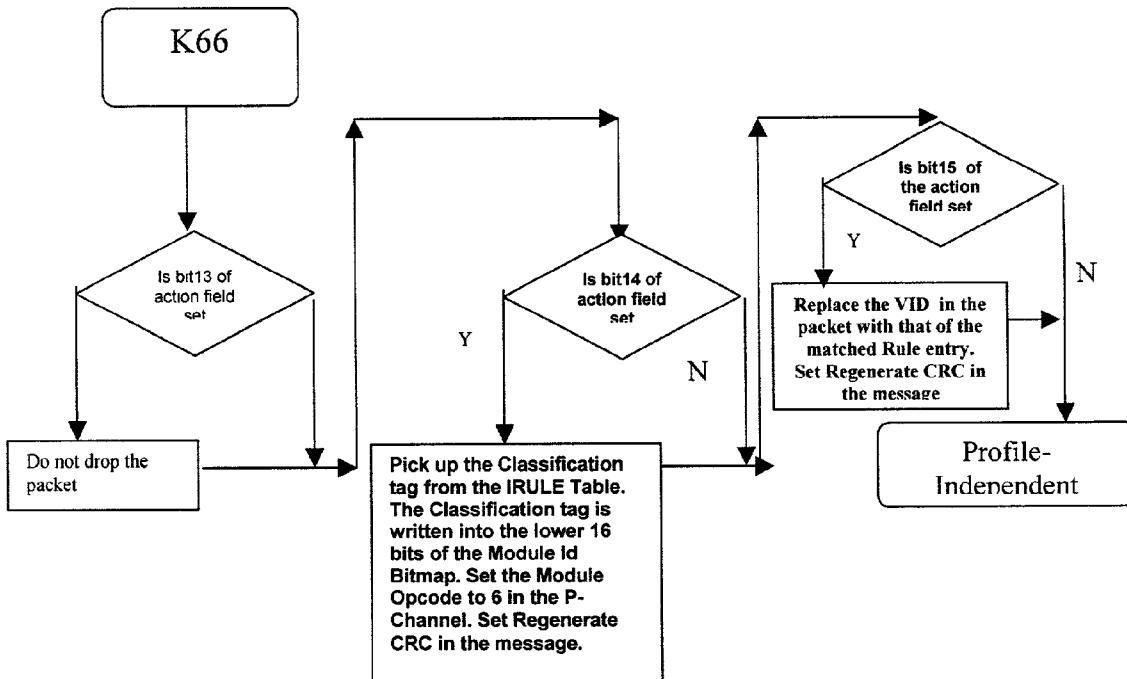 K66
Is bit13 of
action field
set
Do not drop the
packet
Is bit14 of
action field
set
Y
N
Pick up the Classification
tag from the IRULE Table.
The Classification tag is
written into the lower 16
bits of the Module Id
Bitmap. Set the Module
Opcode to 6 in the P-
Channel. Set Regenerate
CRC in the message.
Is bit15 of
the action
field set
Y
N
Replace the VID in the
packet with that of the
matched Rule entry.
Set Regenerate CRC in
the message
Profile-
Independent